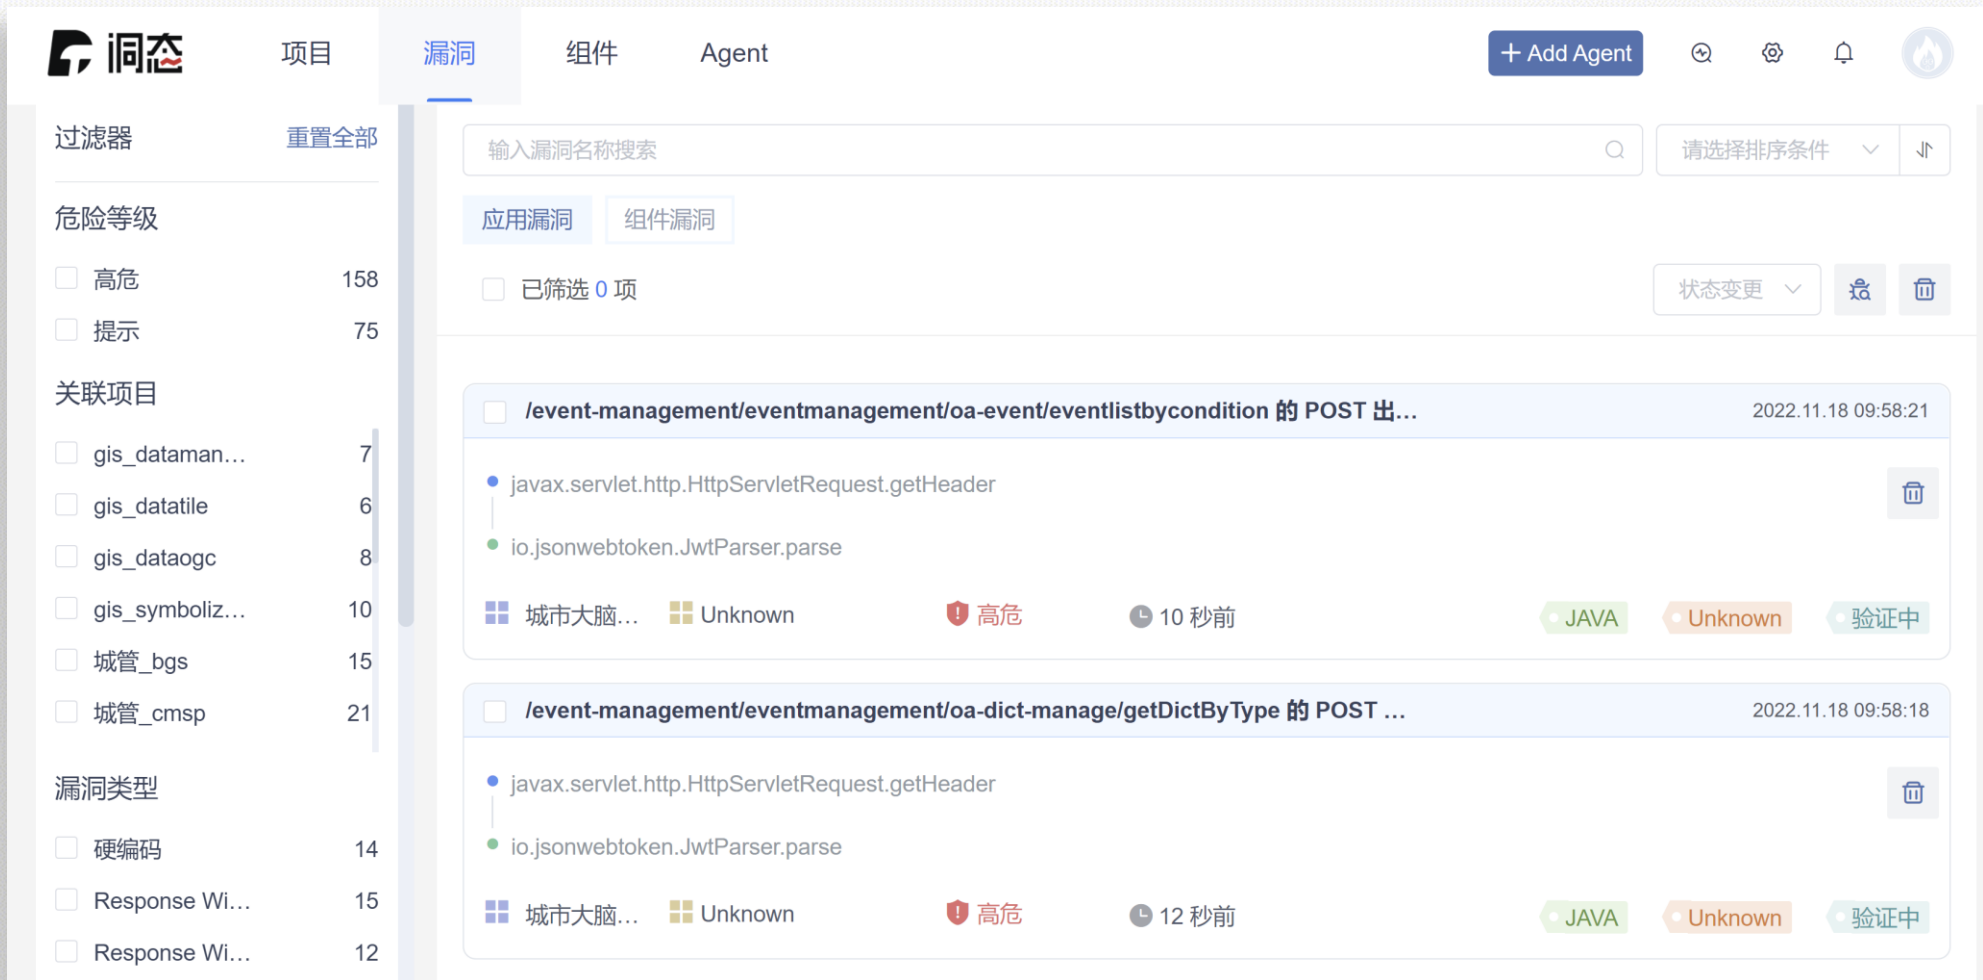 洞态
项目
漏洞
组件
Agent
+ Add Agent
过滤器 重置全部
危险等级
高危 158
提示 75
关联项目
gis_dataman... 7
gis_datatile 6
gis_dataogc 8
gis_symboliz... 10
城管_bgs 15
城管_cmsp 21
漏洞类型
硬编码 14
Response Wi... 15
Response Wi... 12
输入漏洞名称搜索
请选择排序条件
应用漏洞 组件漏洞
已筛选 0 项
状态变更
/event-management/eventmanagement/oa-event/eventlistbycondition 的 POST 出... 2022.11.18 09:58:21
javax.servlet.http.HttpServletRequest.getHeader
io.jsonwebtoken.JwtParser.parse
城市大脑... Unknown 高危 10 秒前 JAVA Unknown 验证中
/event-management/eventmanagement/oa-dict-manage/getDictByType 的 POST ... 2022.11.18 09:58:18
javax.servlet.http.HttpServletRequest.getHeader
io.jsonwebtoken.JwtParser.parse
城市大脑... Unknown 高危 12 秒前 JAVA Unknown 验证中